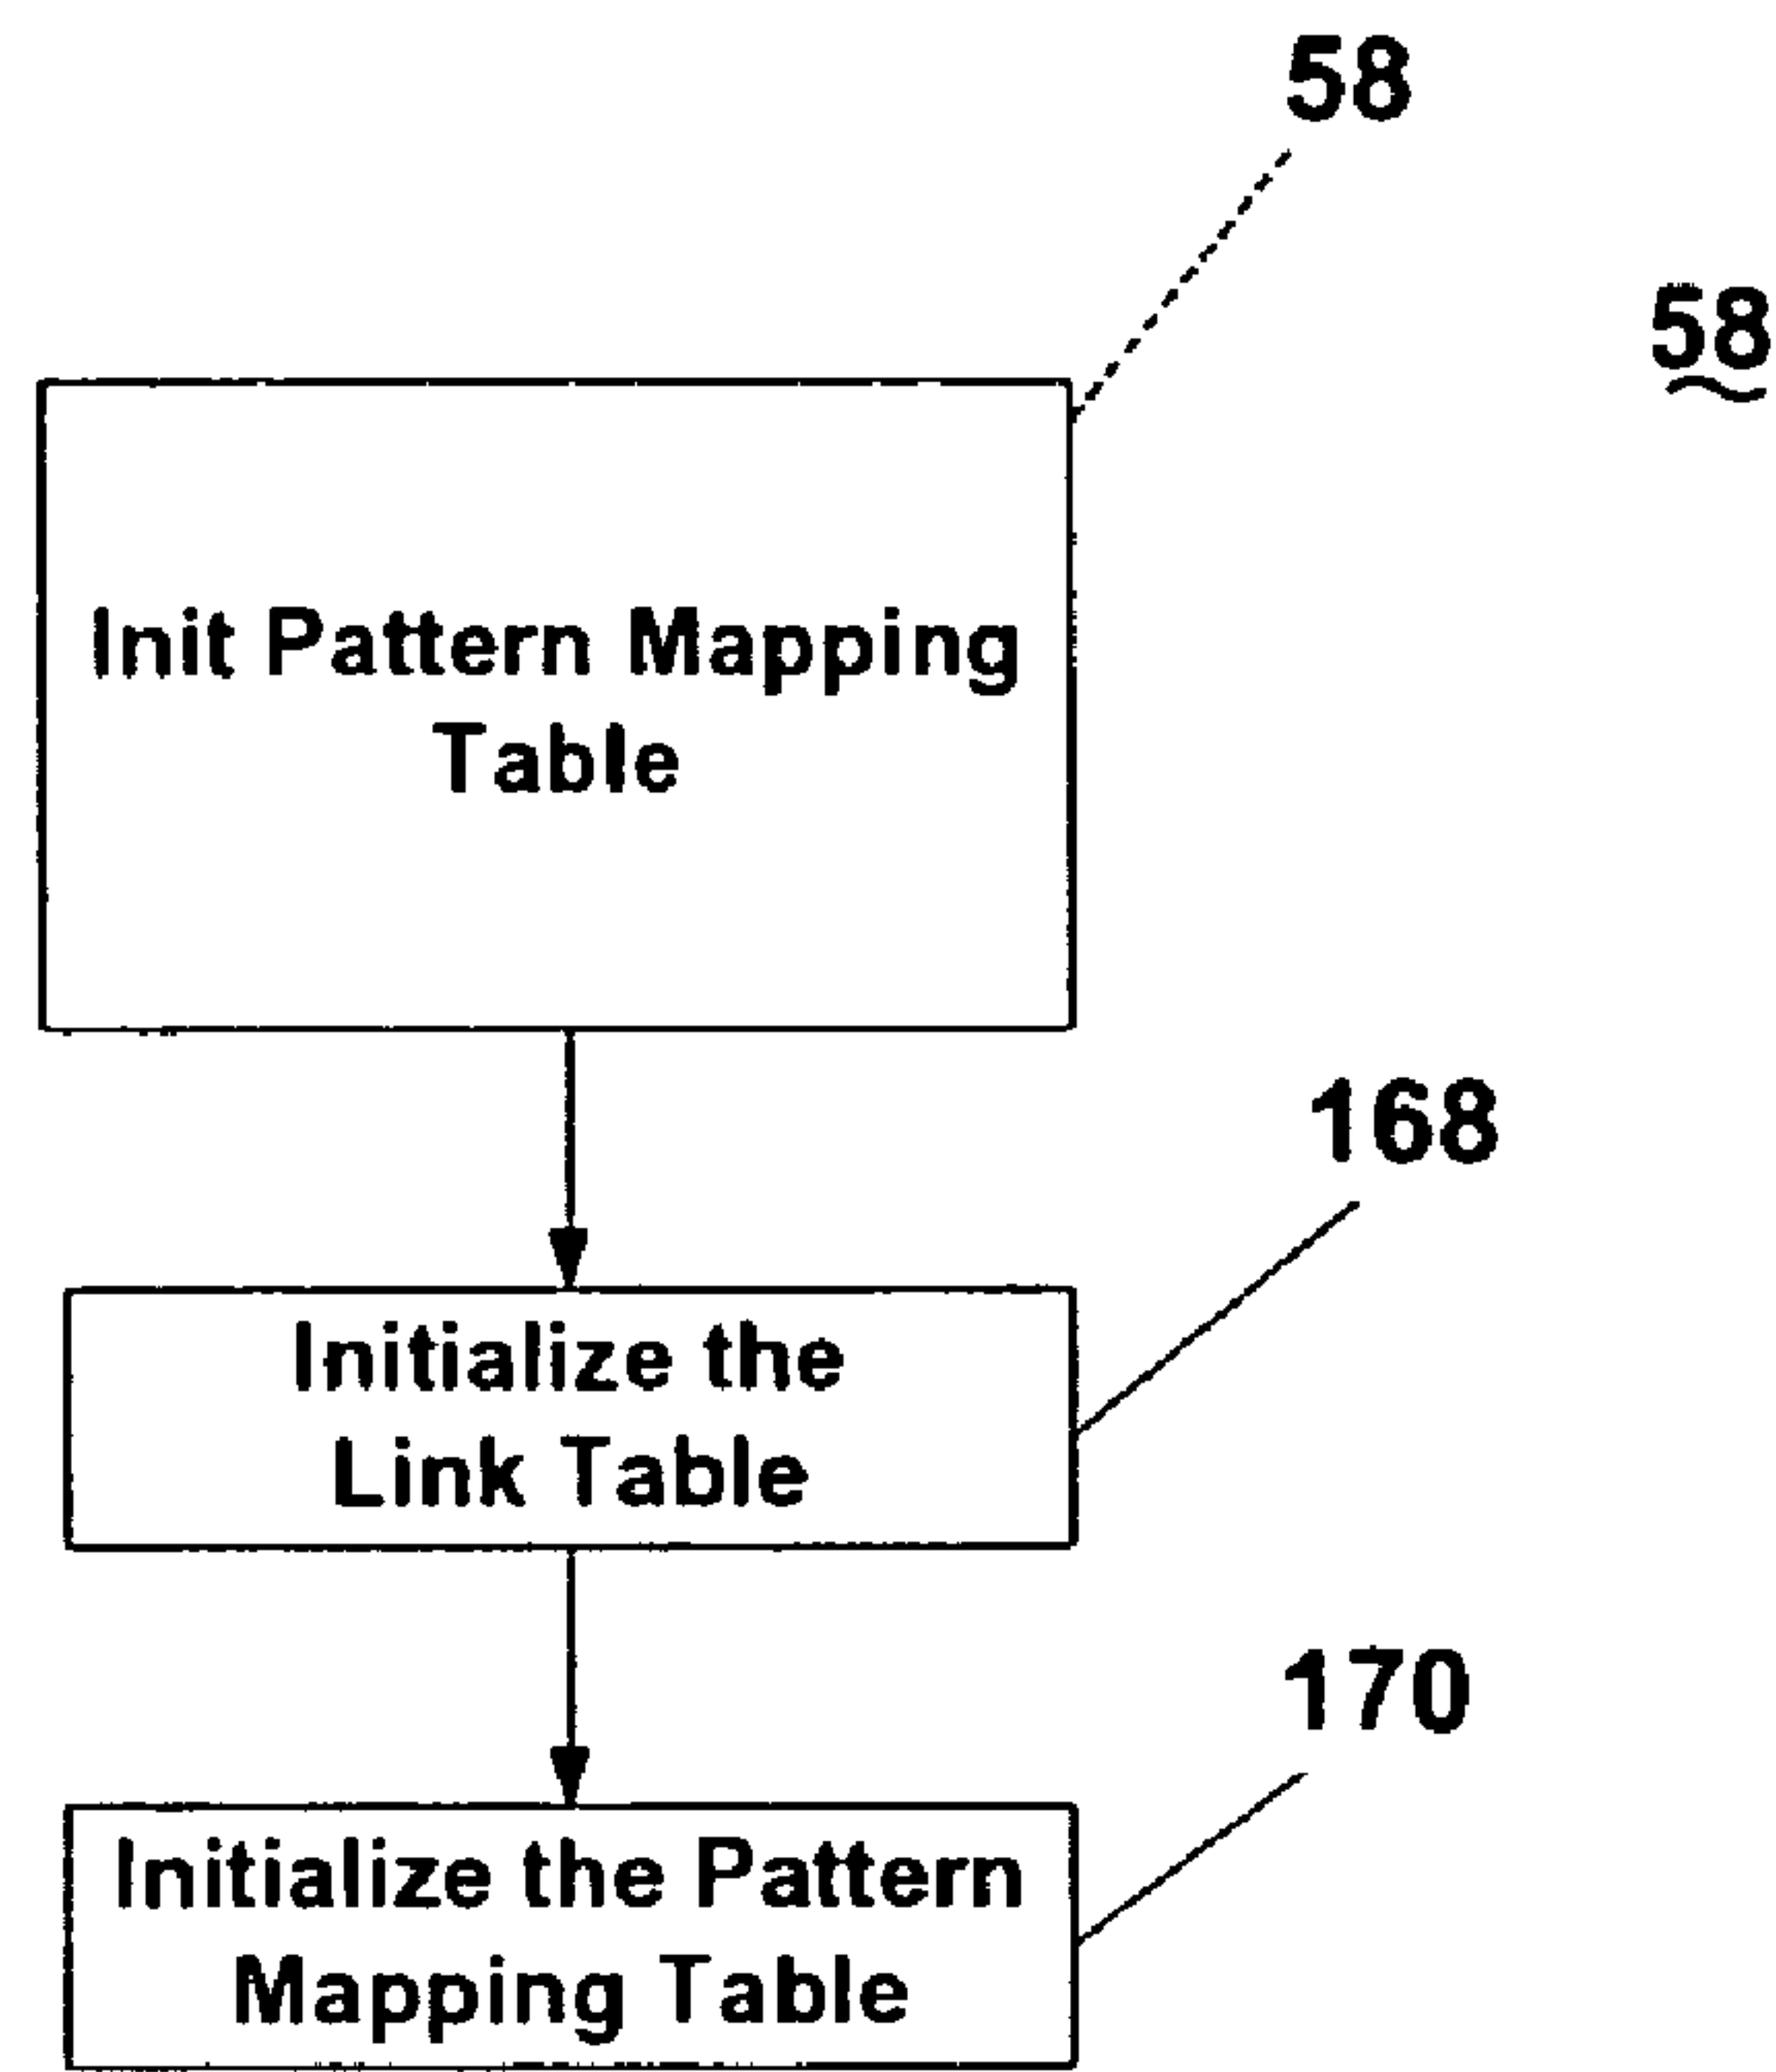 58
58
Init Pattern Mapping
Table
168
Initialize the
Link Table
170
Initialize the Pattern
Mapping Table